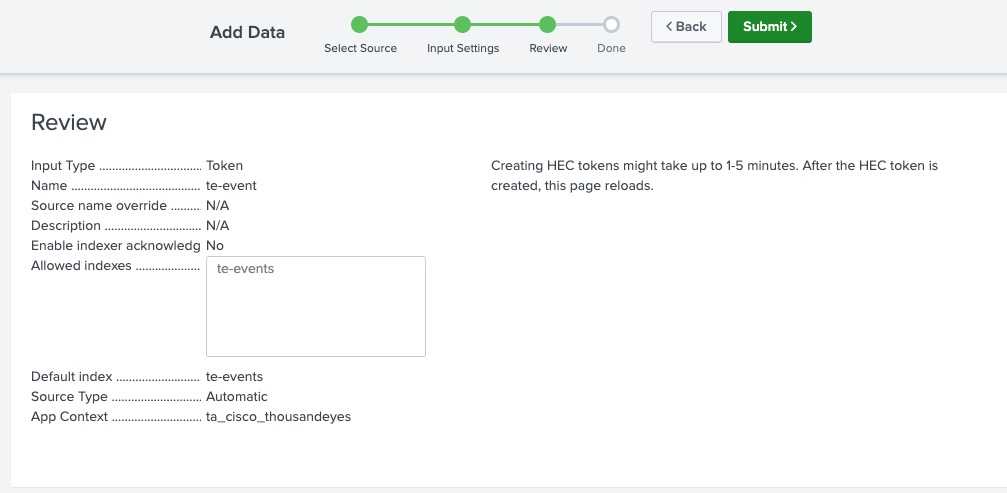 Add Data
Select Source
Input Settings
Review
Done
< Back
Submit >
Review
Input Type .............................. Token
Name ..................................... te-event
Source name override ........ N/A
Description ............................ N/A
Enable indexer acknowledg No
Allowed indexes ................... te-events
Default index ........................ te-events
Source Type .......................... Automatic
App Context .......................... ta_cisco_thousandeyes
Creating HEC tokens might take up to 1-5 minutes. After the HEC token is
created, this page reloads.